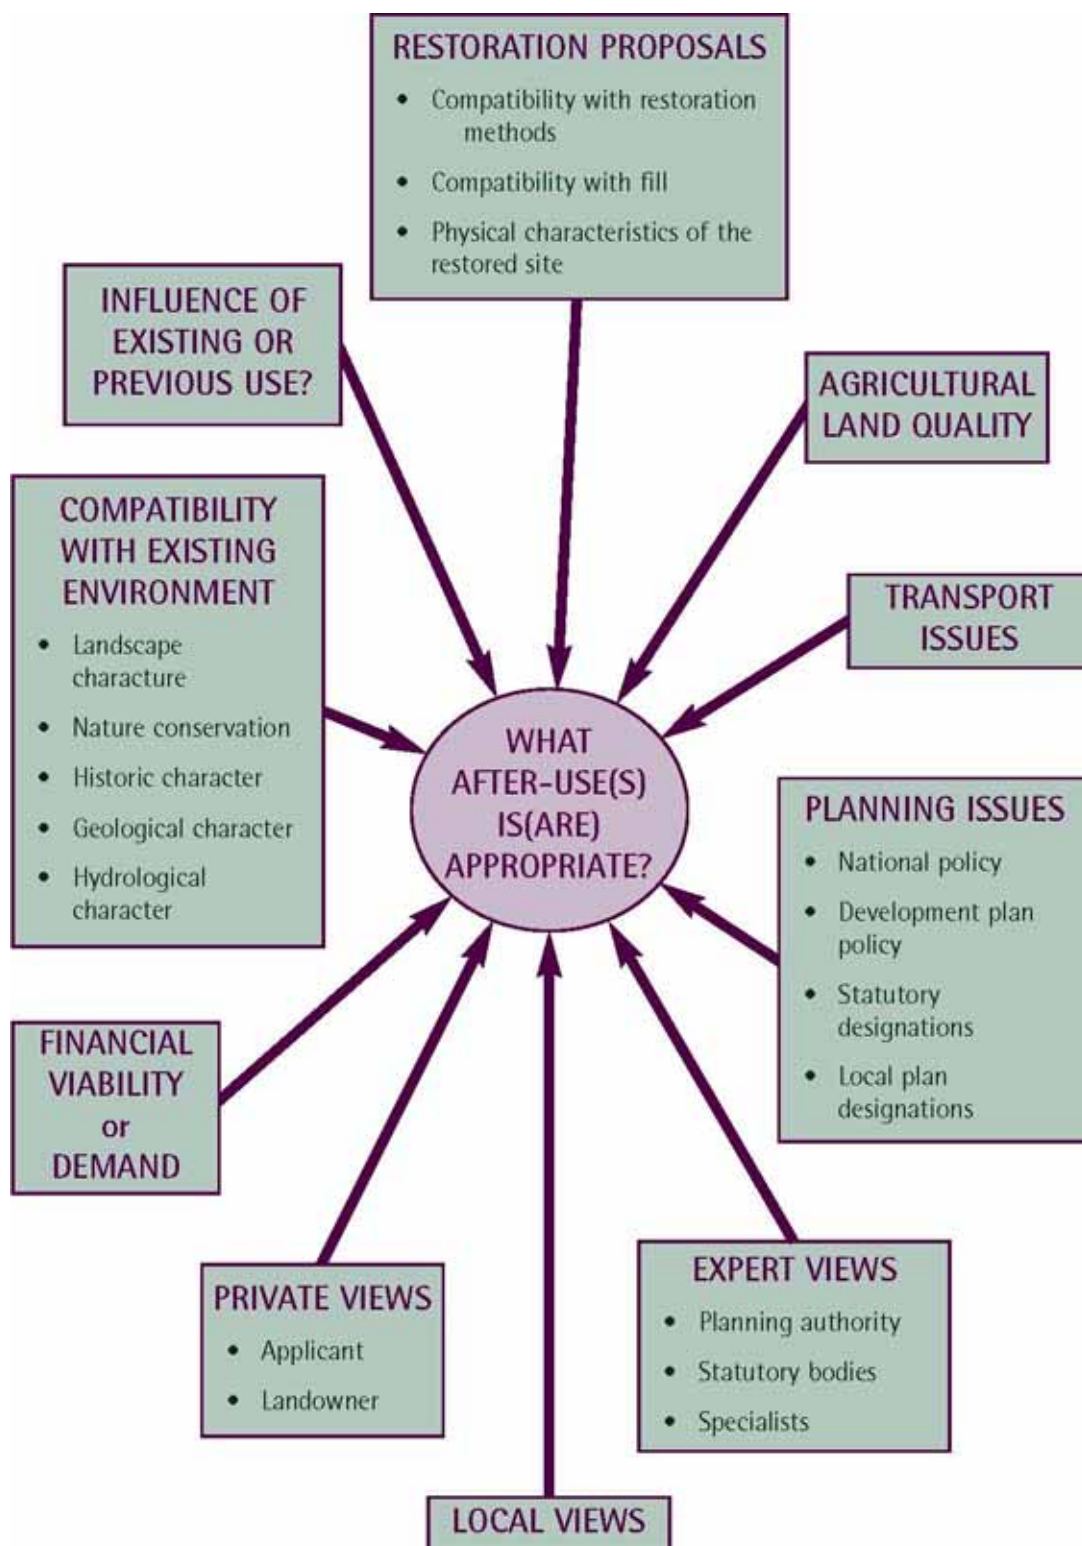 RESTORATION PROPOSALS
• Compatibility with restoration
methods
• Compatibility with fill
• Physical characteristics of the
restored site
INFLUENCE OF
EXISTING OR
PREVIOUS USE?
AGRICULTURAL
LAND QUALITY
COMPATIBILITY
WITH EXISTING
ENVIRONMENT
• Landscape
characture
• Nature conservation
• Historic character
• Geological character
• Hydrological
character
TRANSPORT
ISSUES
WHAT
AFTER-USE(S)
IS(ARE)
APPROPRIATE?
PLANNING ISSUES
• National policy
• Development plan
policy
• Statutory
designations
• Local plan
designations
FINANCIAL
VIABILITY
or
DEMAND
PRIVATE VIEWS
• Applicant
• Landowner
EXPERT VIEWS
• Planning authority
• Statutory bodies
• Specialists
LOCAL VIEWS